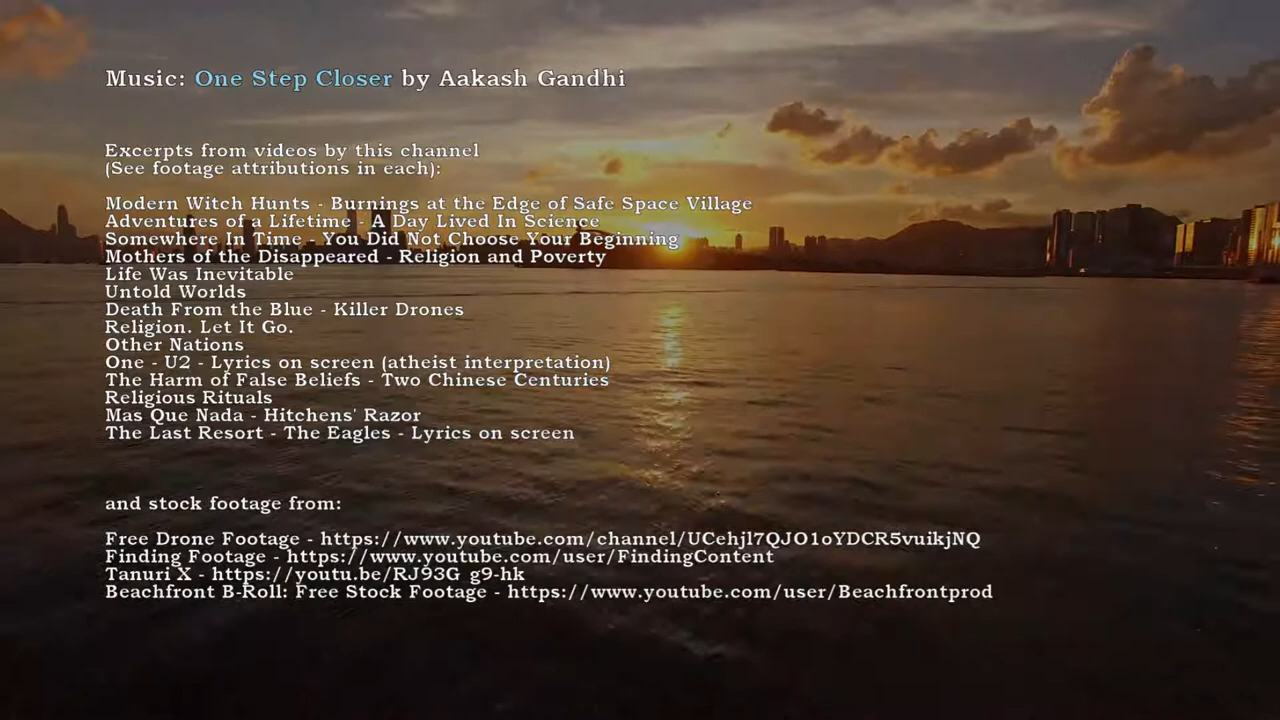 Music: One Step Closer by Aakash Gandhi
Excerpts from videos by this channel
(See footage attributions in each):
Modern Witch Hunts - Burnings at the Edge of Safe Space Village
Adventures of a Lifetime - A Day Lived In Science
Somewhere In Time - You Did Not Choose Your Beginning
Mothers of the Disappeared - Religion and Poverty
Life Was Inevitable
Untold Worlds
Death From the Blue - Killer Drones
Religion. Let It Go.
Other Nations
One - U2 - Lyrics on screen (atheist interpretation)
The Harm of False Beliefs - Two Chinese Centuries
Religious Rituals
Mas Que Nada - Hitchens' Razor
The Last Resort - The Eagles - Lyrics on screen
and stock footage from:
Free Drone Footage - https://www.youtube.com/channel/UCehjl7QJO1oYDCR5vuikjNQ
Finding Footage - https://www.youtube.com/user/FindingContent
Tanuri X - https://youtu.be/RJ93G_g9-hk
Beachfront B-Roll: Free Stock Footage - https://www.youtube.com/user/Beachfrontprod